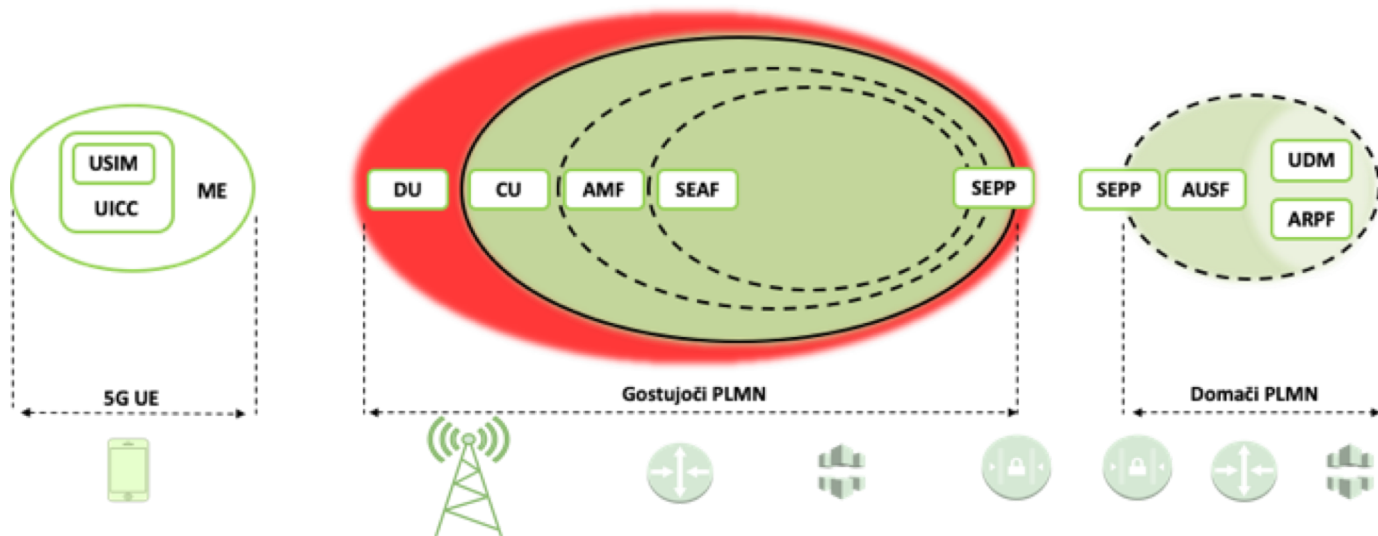 USIM
UICC
ME
DU
CU
AMF
SEAF
SEPP
SEPP
AUSF
UDM
ARPF
5G UE
Gostujoči PLMN
Domači PLMN